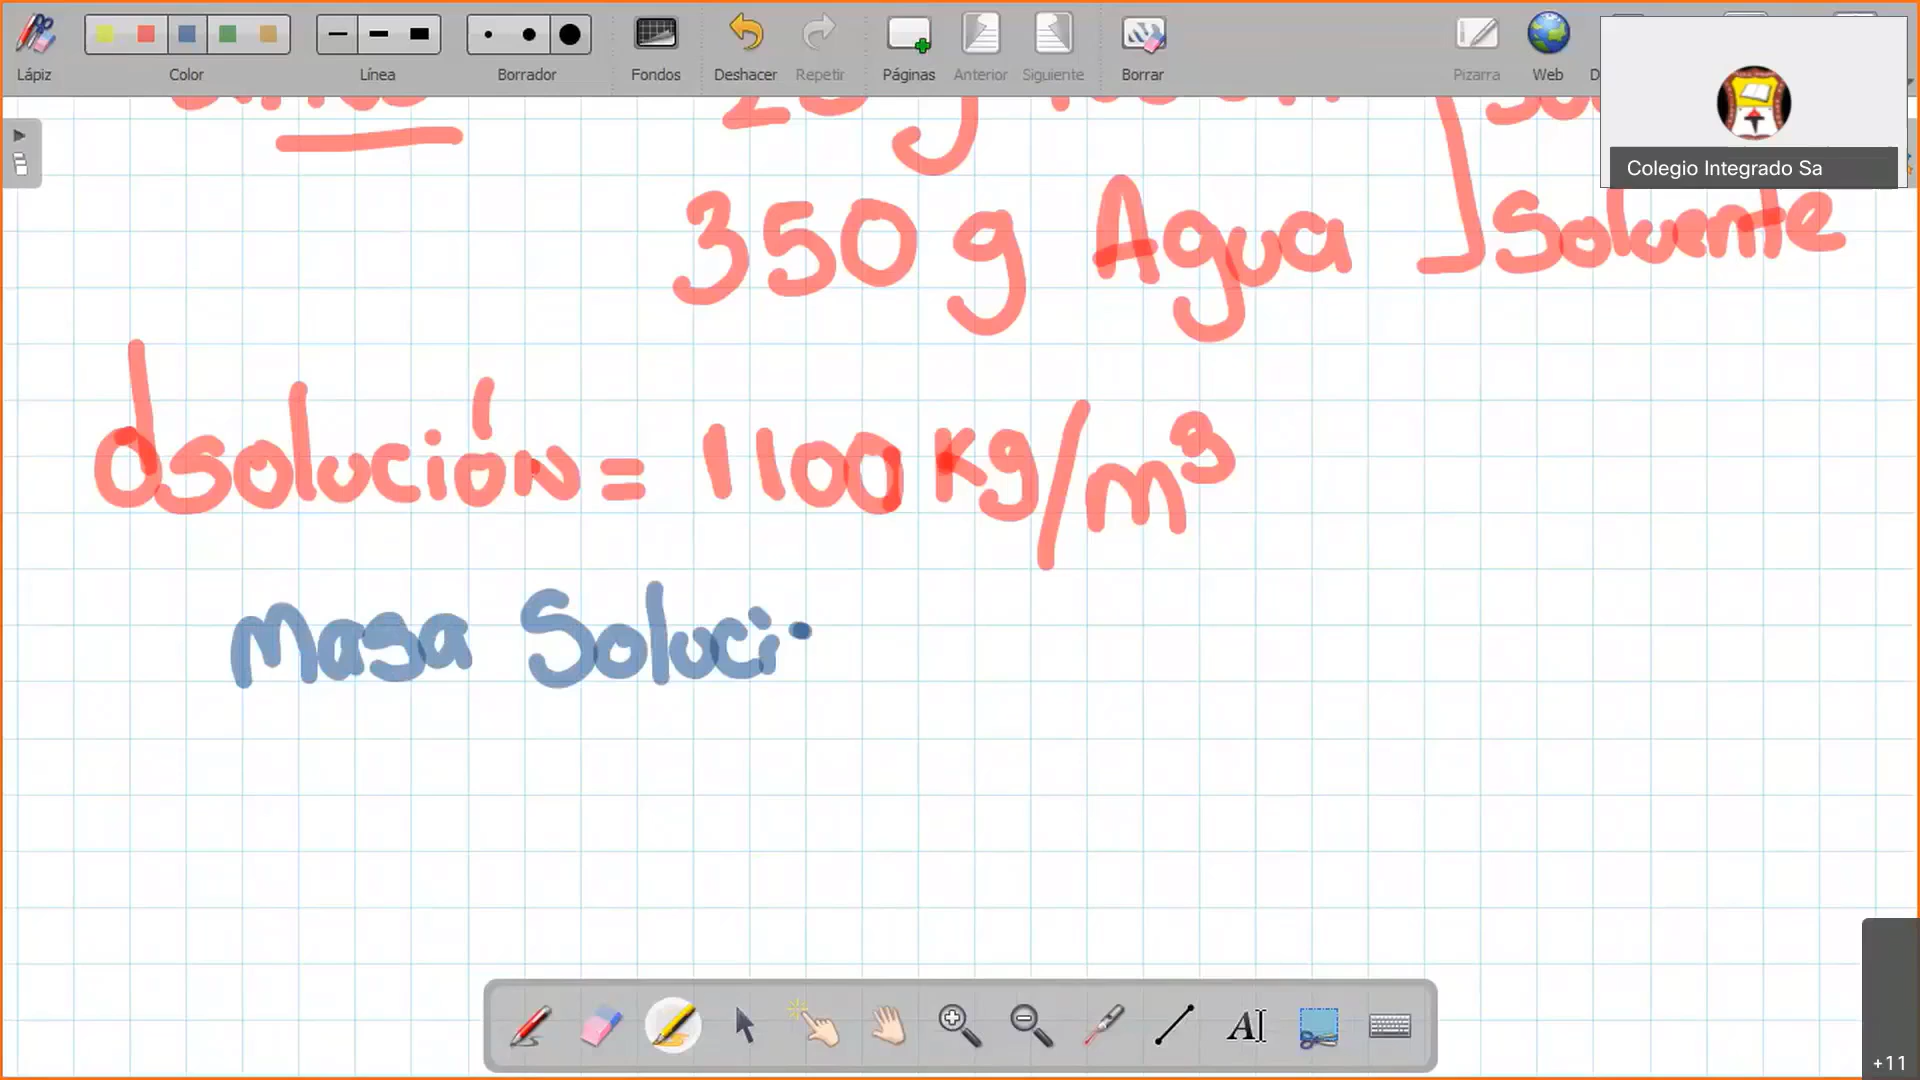 Lápiz Color Línea Borrador Fondos Deshacer Repetir Páginas Anterior Siguiente Borrar Pizarra Web
Colegio Integrado Sa
350 g Agua Solvente
dsolución = 1100 Kg/m³
Masa Soluci
AI
+11